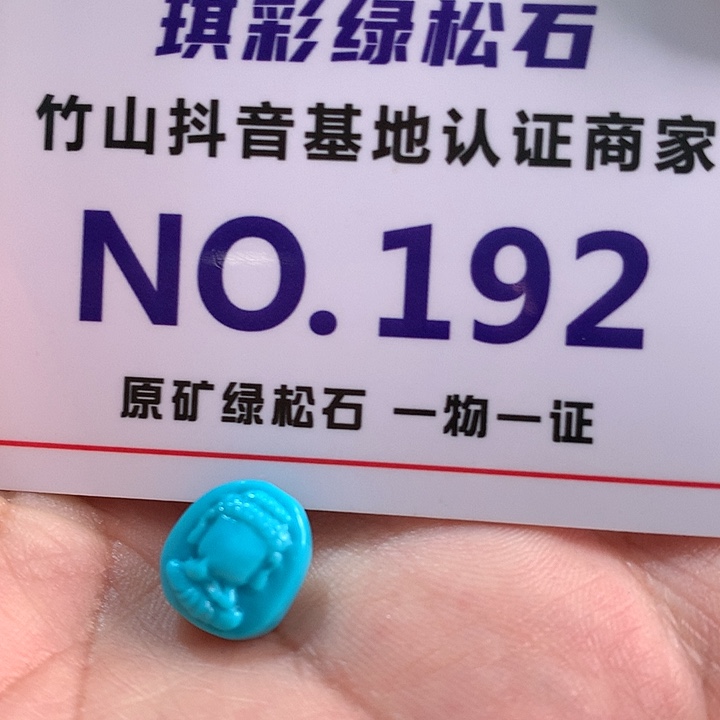 琪彩绿松石
竹山抖音基地认证商家
NO.192
原矿绿松石 一物一证